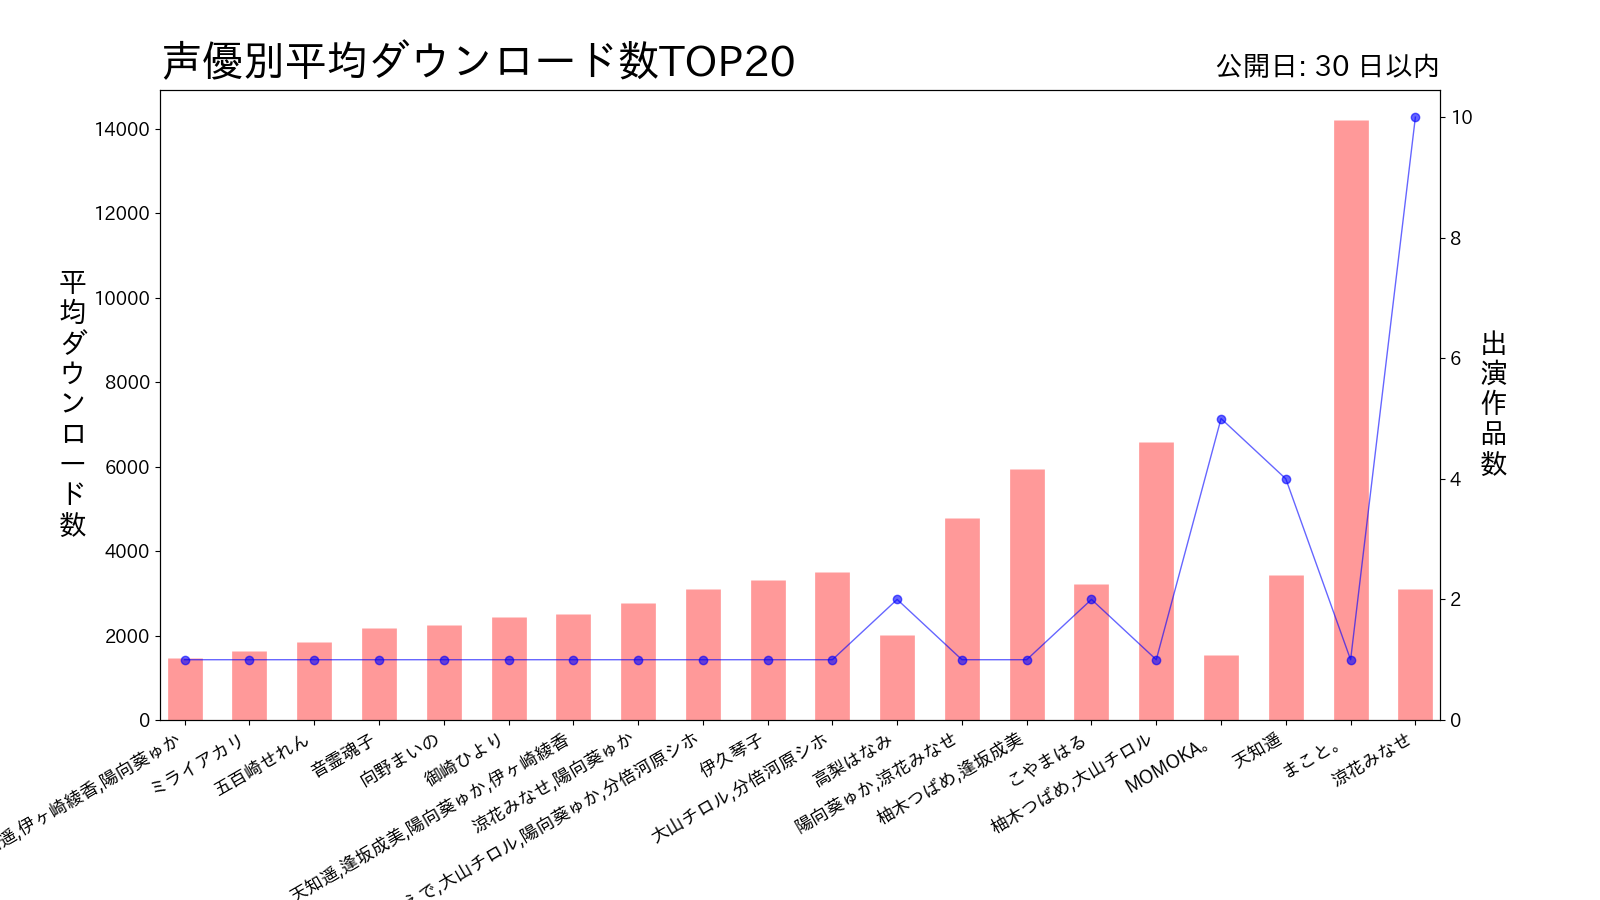 声優別平均ダウンロード数TOP20
公開日: 30 日以内
14000
12000
10000
8000
6000
4000
2000
0
平均ダウンロード数
10
8
6
4
2
0
出演作品数
遥,伊ヶ崎綾香,陽向葵ゅか
ミライアカリ
五百崎せれん
音霊魂子
向野まいの
御崎ひより
天知遥,逢坂成美,陽向葵ゅか,伊ヶ崎綾香
涼花みなせ,陽向葵ゅか
で,大山チロル,陽向葵ゅか,分倍河原シホ
伊久琴子
大山チロル,分倍河原シホ
高梨はなみ
陽向葵ゅか,涼花みなせ
柚木つばめ,逢坂成美
こやまはる
柚木つばめ,大山チロル
MOMOKA。
天知遥
まこと。
涼花みなせ